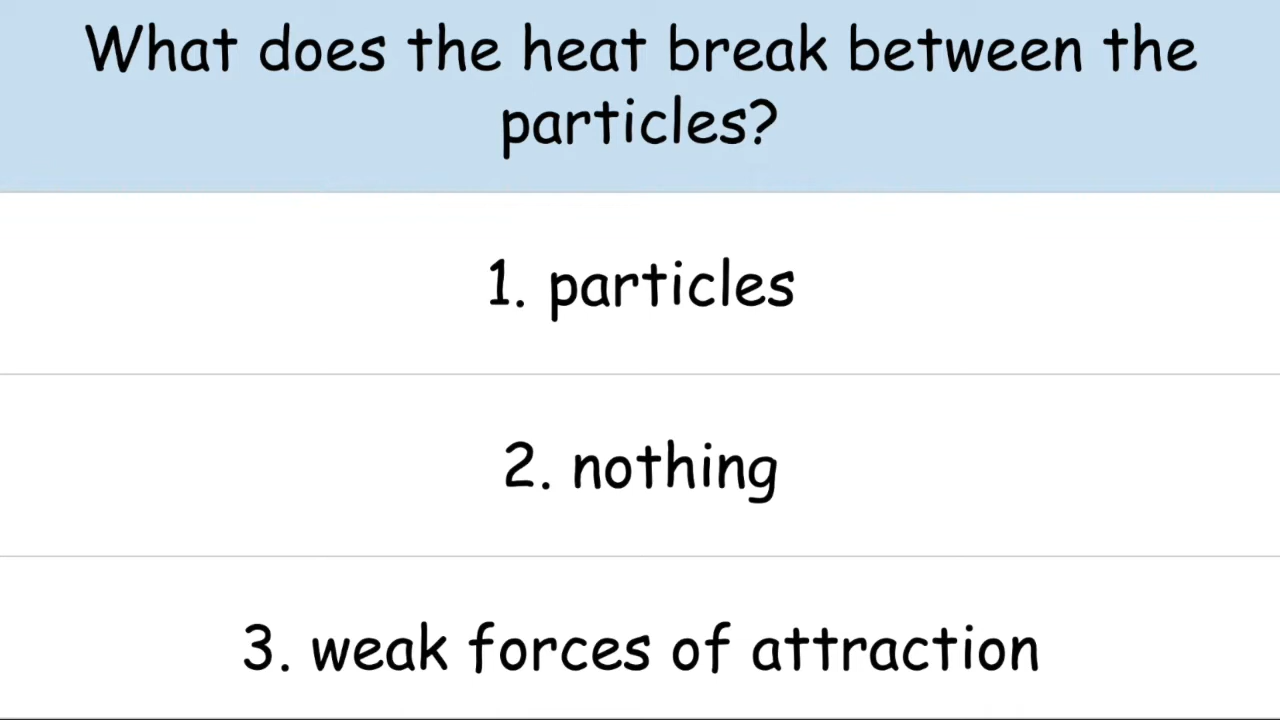 What does the heat break between the
particles?
1. particles
2. nothing
3. weak forces of attraction